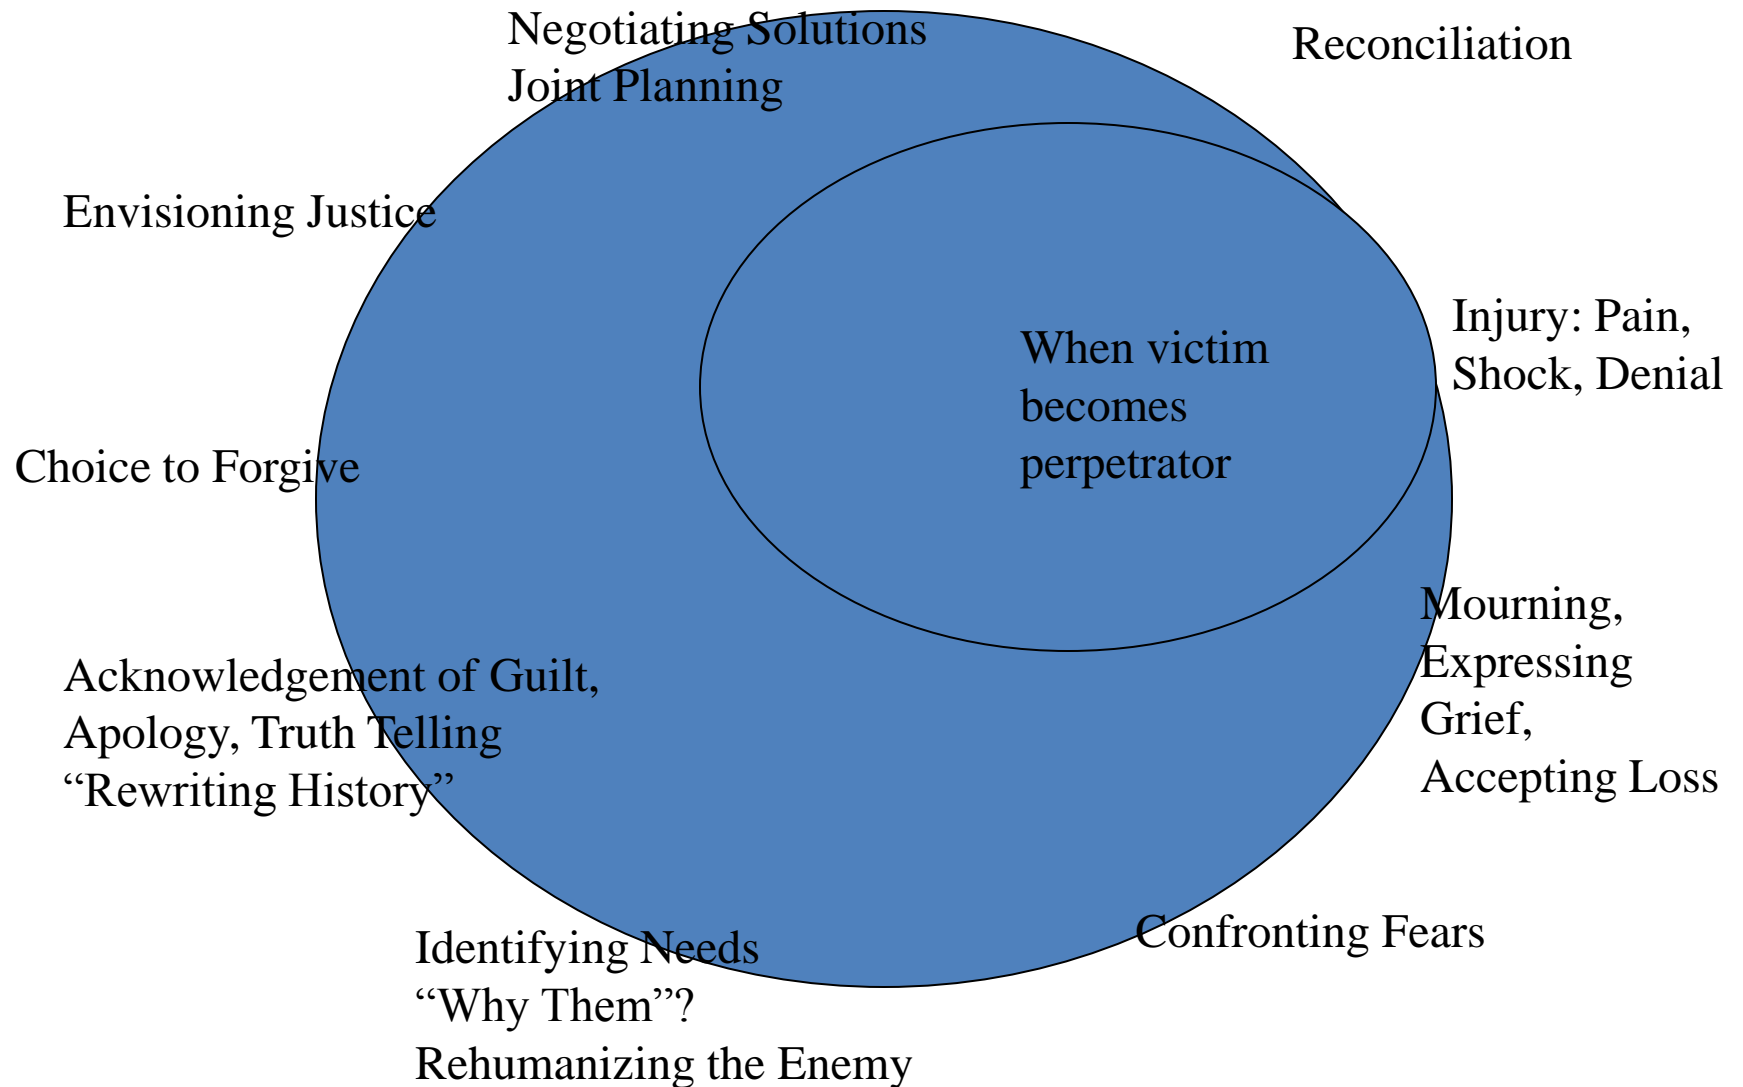 Negotiating Solutions
Joint Planning
Reconciliation
Envisioning Justice
Injury: Pain,
Shock, Denial
When victim
becomes
perpetrator
Choice to Forgive
Mourning,
Expressing
Grief,
Accepting Loss
Acknowledgement of Guilt,
Apology, Truth Telling
“Rewriting History”
Confronting Fears
Identifying Needs
“Why Them”?
Rehumanizing the Enemy